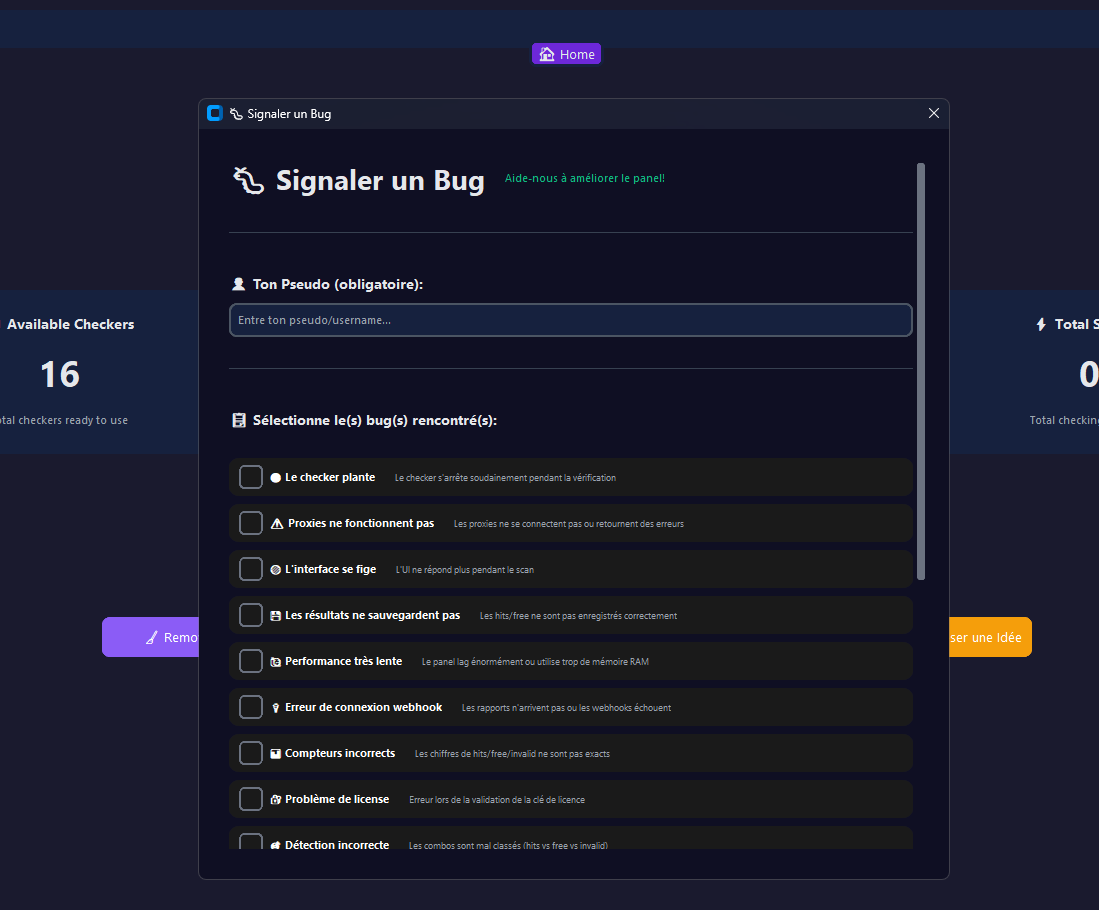 Home
Signaler un Bug
Signaler un Bug Aide-nous à améliorer le panel!
Ton Pseudo (obligatoire):
Entre ton pseudo/username...
Available Checkers
16
checkers ready to use
Total
0
Total
Sélectionne le(s) bug(s) rencontré(s):
Le checker plante Le checker s'arrête soudainement pendant la vérification
Proxies ne fonctionnent pas Les proxies ne se connectent pas ou retournent des erreurs
L'interface se fige L'UI ne répond plus pendant le scan
Les résultats ne sauvegardent pas Les hits/free ne sont pas enregistrés correctement
Performance très lente Le panel lag énormément ou utilise trop de mémoire RAM
Erreur de connexion webhook Les rapports n'arrivent pas ou les webhooks échouent
Compteurs incorrects Les chiffres de hits/free/invalid ne sont pas exacts
Problème de license Erreur lors de la validation de la clé de licence
Détection incorrecte Les combos sont mal classés (hits vs free vs invalid)
une Idée